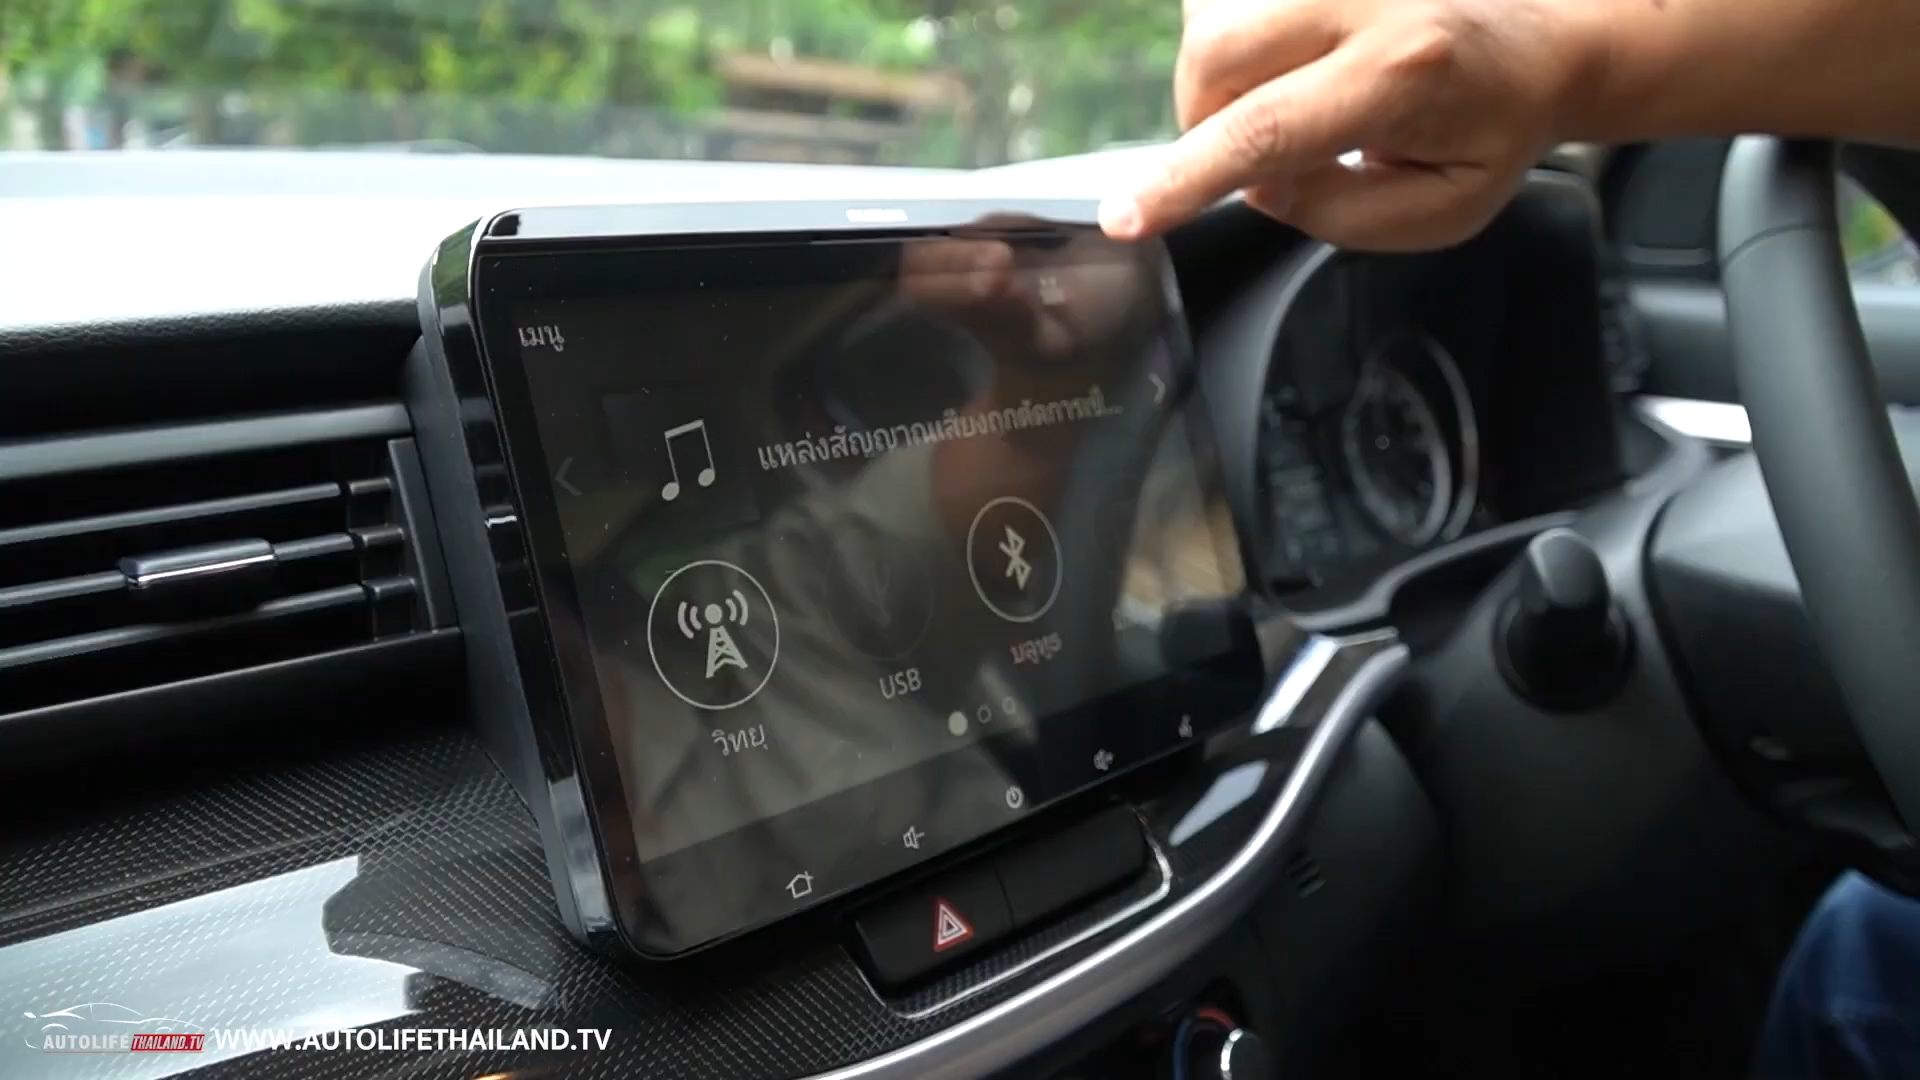 เมนู
แหล่งสัญญาณเสียงถูกตัดการเชื่...
วิทยุ
USB
บลูทูธ
AUTOLIFE THAILAND.TV
WWW.AUTOLIFETHAILAND.TV